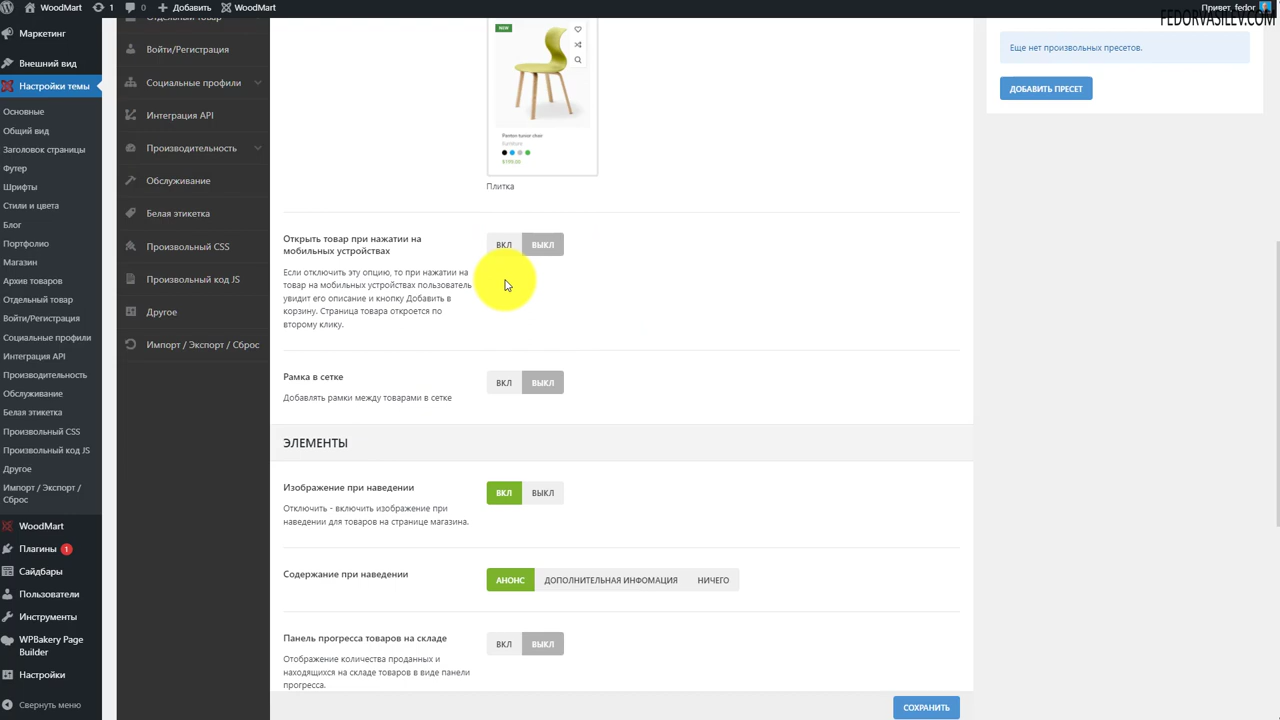 WoodMart
5
0
Добавить
WoodMart
Привет, fedor
FEDORVASILEV.COM
Маркетинг
Внешний вид
Настройки темы
Основные
Общий вид
Заголовок страницы
Футер
Шрифты
Стили и цвета
Блог
Портфолио
Магазин
Архив товаров
Отдельный товар
Войти/Регистрация
Социальные профили
Интеграция API
Производительность
Обслуживание
Белая этикетка
Произвольный CSS
Произвольный код JS
Другое
Импорт / Экспорт /
Сброс
WoodMart
Плагины 1
Сайдбары
Пользователи
Инструменты
WPBakery Page
Builder
Настройки
Свернуть меню
Отдельный товар
Войти/Регистрация
Социальные профили
Интеграция API
Производительность
Обслуживание
Белая этикетка
Произвольный CSS
Произвольный код JS
Другое
Импорт / Экспорт / Сброс
NEW
Panton tunior chair
Furniture
$199.00
Плитка
Открыть товар при нажатии на
мобильных устройствах
ВКЛ ВЫКЛ
Если отключить эту опцию, то при нажатии на
товар на мобильных устройствах пользователь
увидит его описание и кнопку Добавить в
корзину. Страница товара откроется по
второму клику.
Рамка в сетке
ВКЛ ВЫКЛ
Добавлять рамки между товарами в сетке
ЭЛЕМЕНТЫ
Изображение при наведении
ВКЛ ВЫКЛ
Отключить - включить изображение при
наведении для товаров на странице магазина.
Содержание при наведении
АНОНС ДОПОЛНИТЕЛЬНАЯ ИНФОМАЦИЯ НИЧЕГО
Панель прогресса товаров на складе
ВКЛ ВЫКЛ
Отображение количества проданных и
находящихся на складе товаров в виде панели
прогресса.
СОХРАНИТЬ
Еще нет произвольных пресетов.
ДОБАВИТЬ ПРЕСЕТ